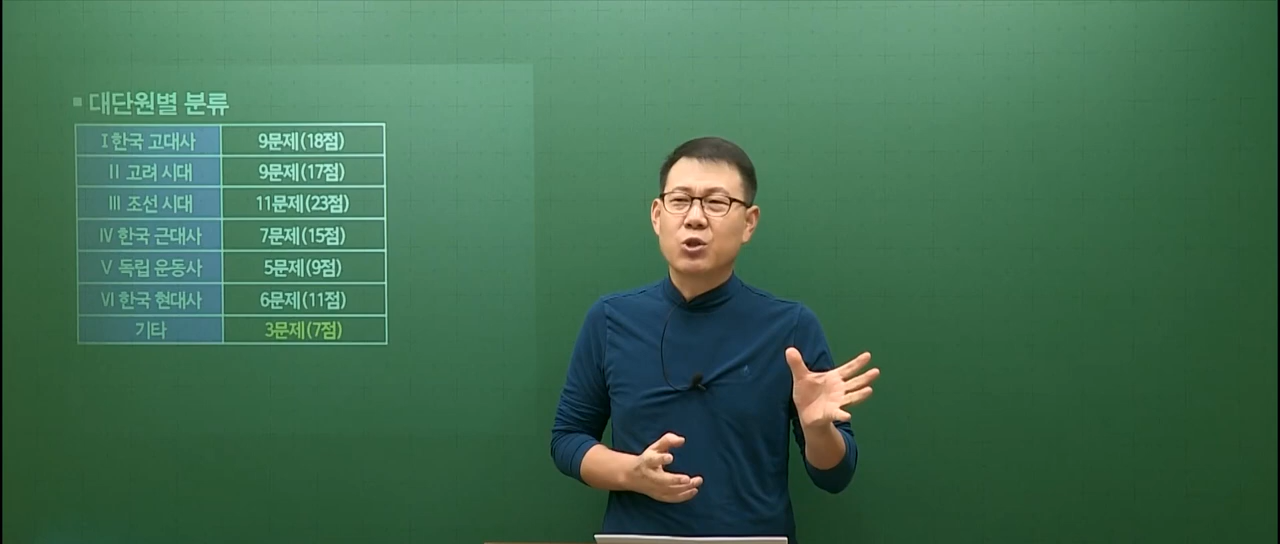 ▪ 대단원별 분류
Ⅰ 한국 고대사 9문제(18점)
Ⅱ 고려 시대 9문제(17점)
Ⅲ 조선 시대 11문제(23점)
Ⅳ 한국 근대사 7문제(15점)
Ⅴ 독립 운동사 5문제(9점)
Ⅵ 한국 현대사 6문제(11점)
기타 3문제(7점)